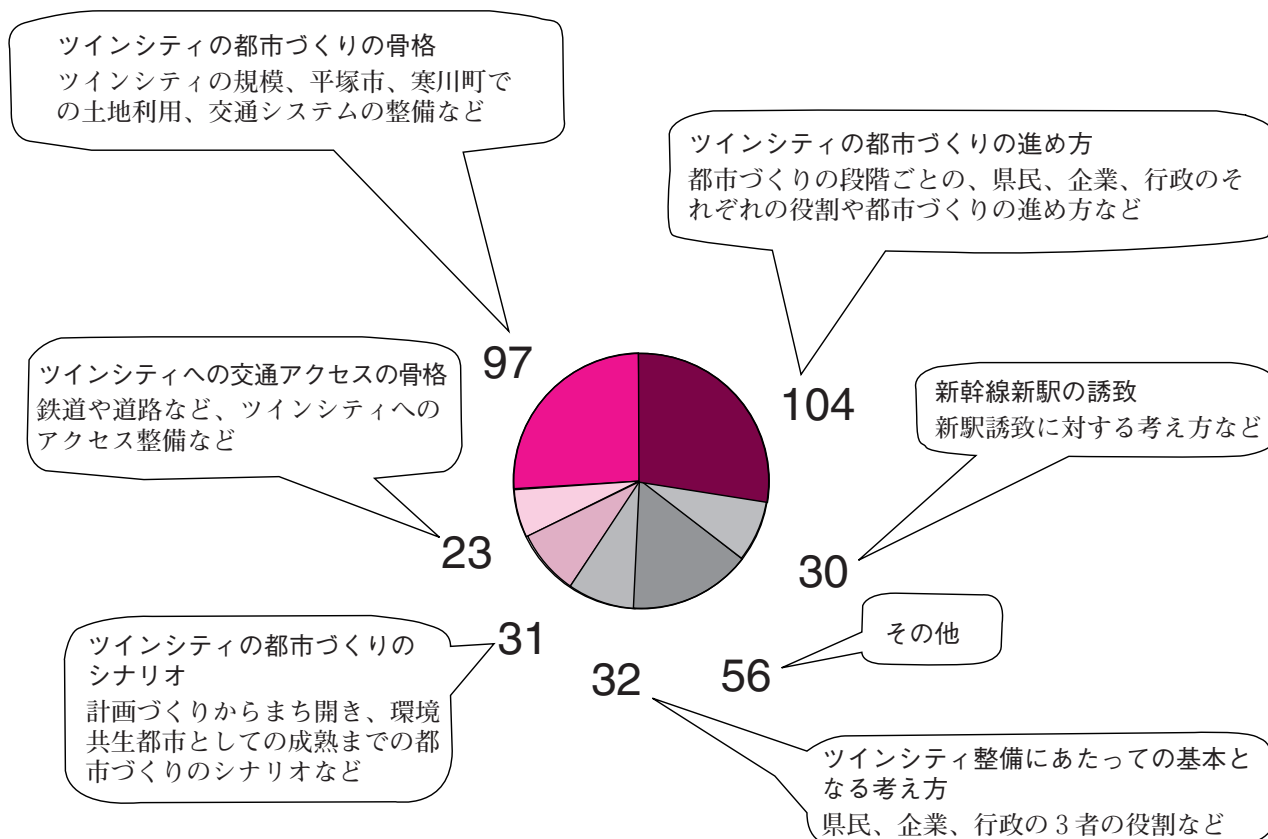 ツインシティの都市づくりの骨格
ツインシティの規模、平塚市、寒川町で
の土地利用、交通システムの整備など
ツインシティの都市づくりの進め方
都市づくりの段階ごとの、県民、企業、行政のそ
れぞれの役割や都市づくりの進め方など
97
104
ツインシティへの交通アクセスの骨格
鉄道や道路など、ツインシティへの
アクセス整備など
新幹線新駅の誘致
新駅誘致に対する考え方など
23
30
ツインシティの都市づくりの
シナリオ
計画づくりからまち開き、環境
共生都市としての成熟までの都
市づくりのシナリオなど
31
32
56
その他
ツインシティ整備にあたっての基本と
なる考え方
県民、企業、行政の3者の役割など